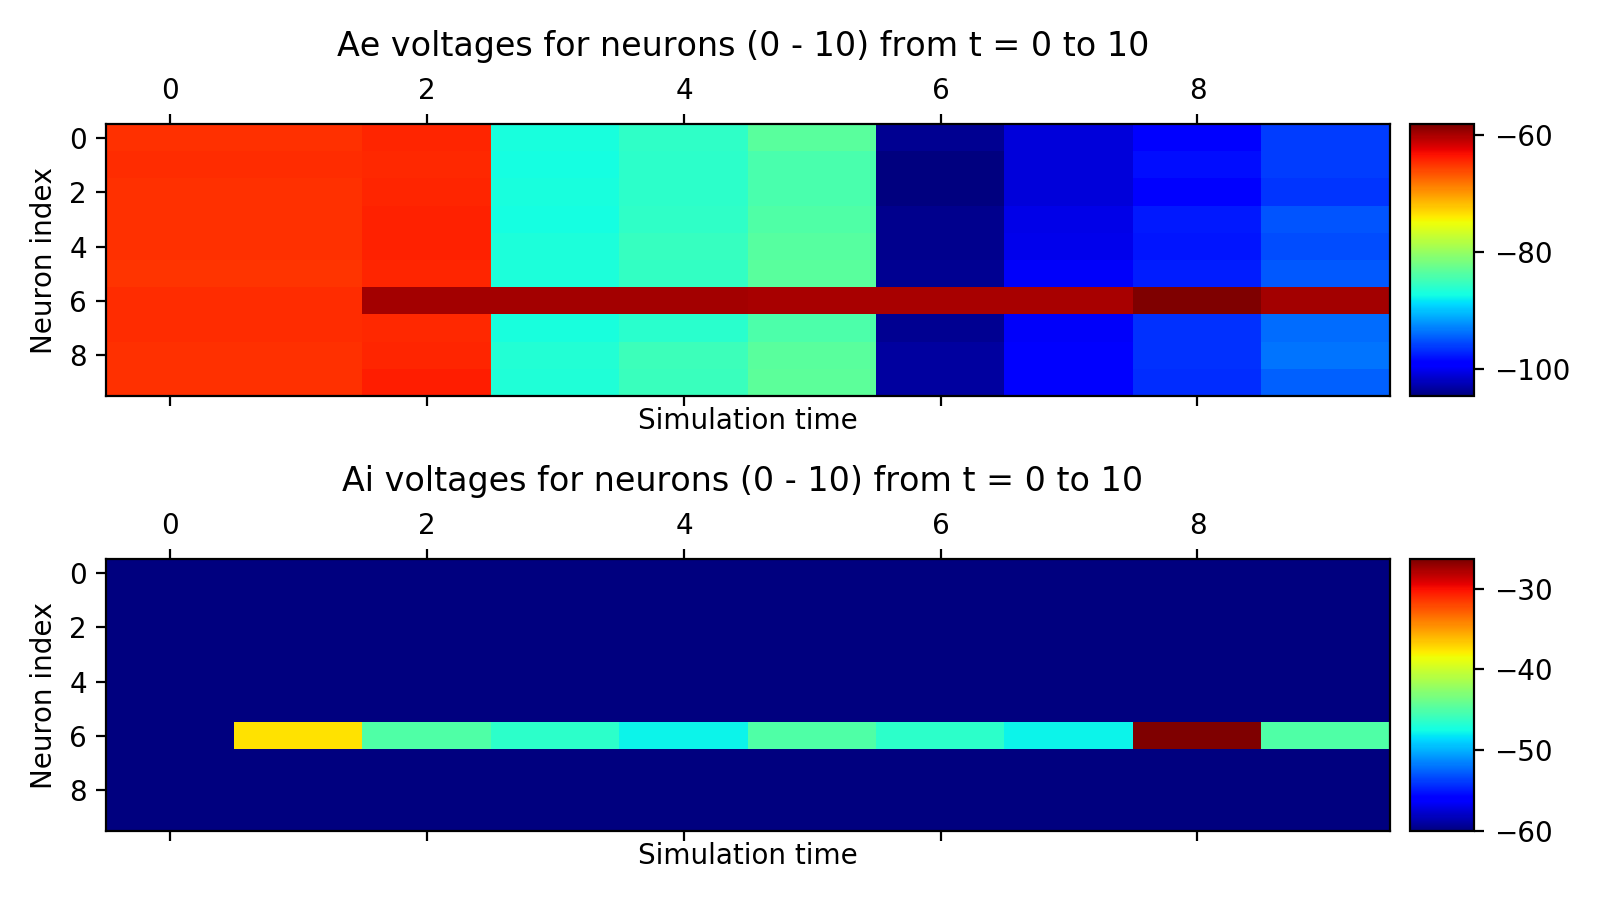 Ae voltages for neurons (0 - 10) from t = 0 to 10
0 2 4 6 8
Neuron index
0
2
4
6
8
−60
−80
−100
Simulation time
Ai voltages for neurons (0 - 10) from t = 0 to 10
0 2 4 6 8
Neuron index
0
2
4
6
8
−30
−40
−50
−60
Simulation time